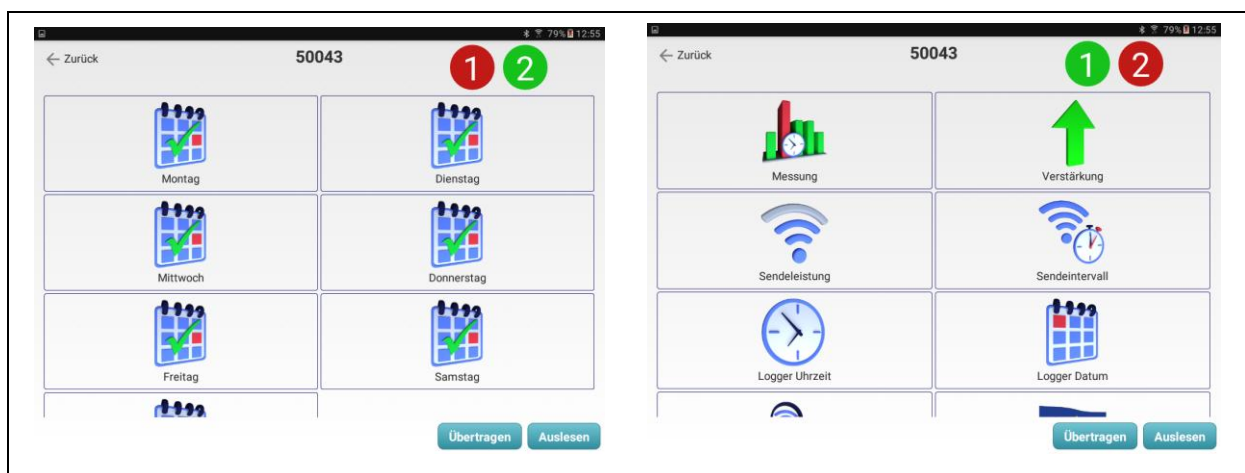 79% 12:55
← Zurück 50043 1 2
Montag Dienstag
Mittwoch Donnerstag
Freitag Samstag
Übertragen Auslesen
79% 12:55
← Zurück 50043 1 2
Messung Verstärkung
Sendeleistung Sendeintervall
Logger Uhrzeit Logger Datum
Übertragen Auslesen